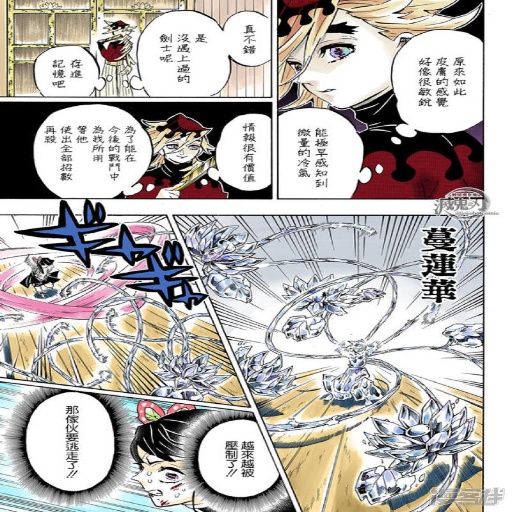 原來如此
皮膚的感覺
好像很敏銳
能極早感知到
微量的冷氣
真不錯
是
沒遇上過的
劍士呢
存進
記憶吧
情報很有價值
為了能在
今後的戰鬥中
為我所用
等他
使出全部招數
再殺
蔓蓮華
ギャギギ
越來越被
壓制了!!
那傢伙要逃走了!!